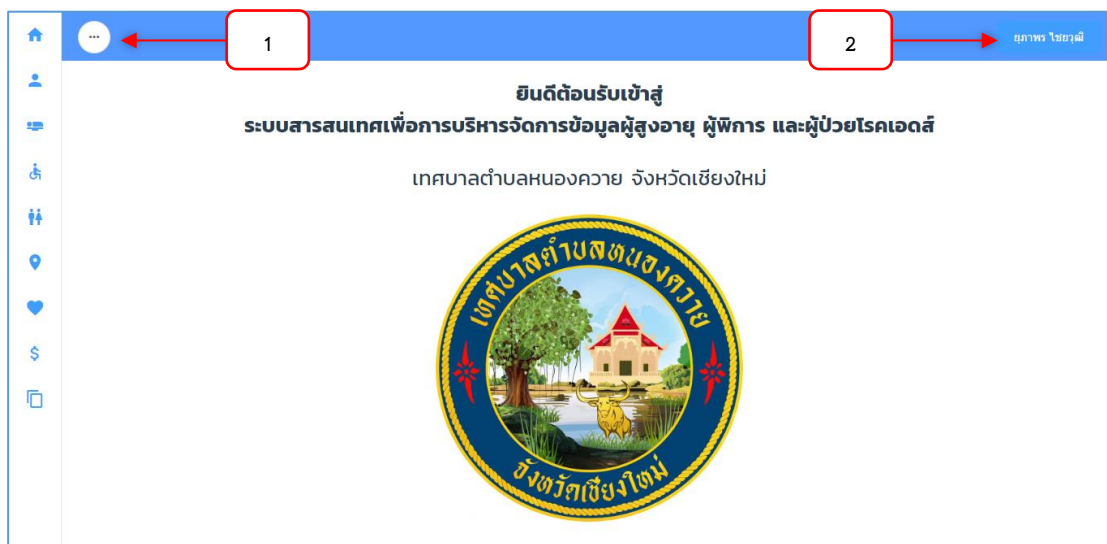 ...
1
2
ยุภาพร ไชยวุฒิ
ยินดีต้อนรับเข้าสู่
ระบบสารสนเทศเพื่อการบริหารจัดการข้อมูลผู้สูงอายุ ผู้พิการ และผู้ป่วยโรคเอดส์
เทศบาลตำบลหนองควาย จังหวัดเชียงใหม่
เทศบาลตำบลหนองควาย
จังหวัดเชียงใหม่